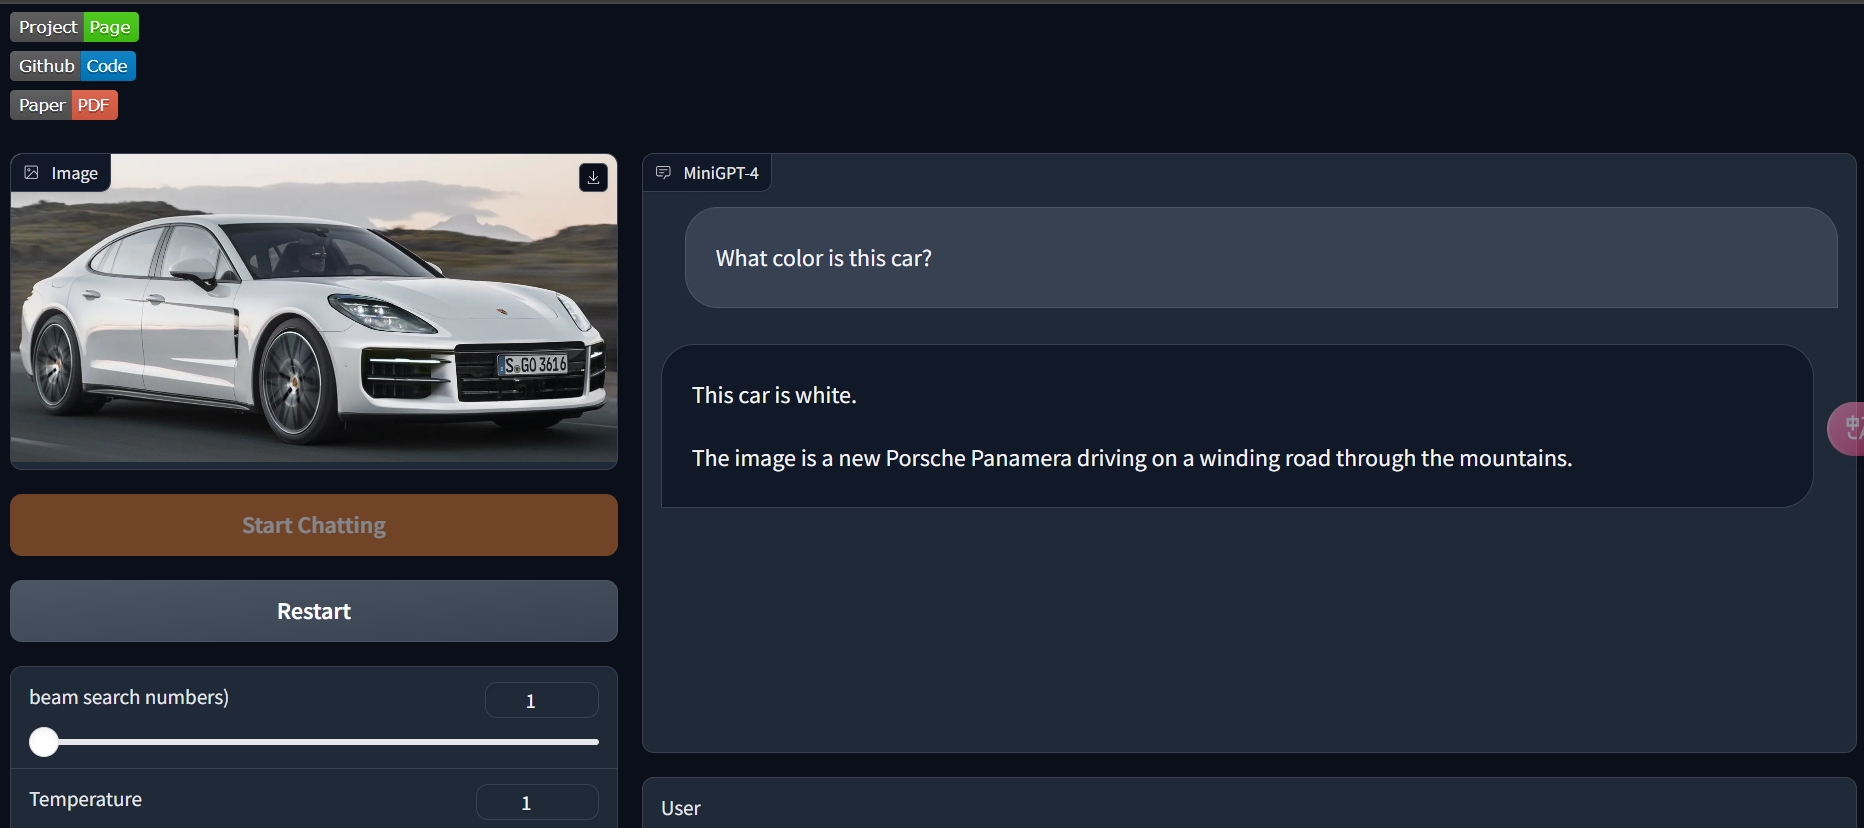 Project Page
Github Code
Paper PDF
Image
S GO 3616
Start Chatting
Restart
beam search numbers)
1
Temperature
1
MiniGPT-4
What color is this car?
This car is white.
The image is a new Porsche Panamera driving on a winding road through the mountains.
User